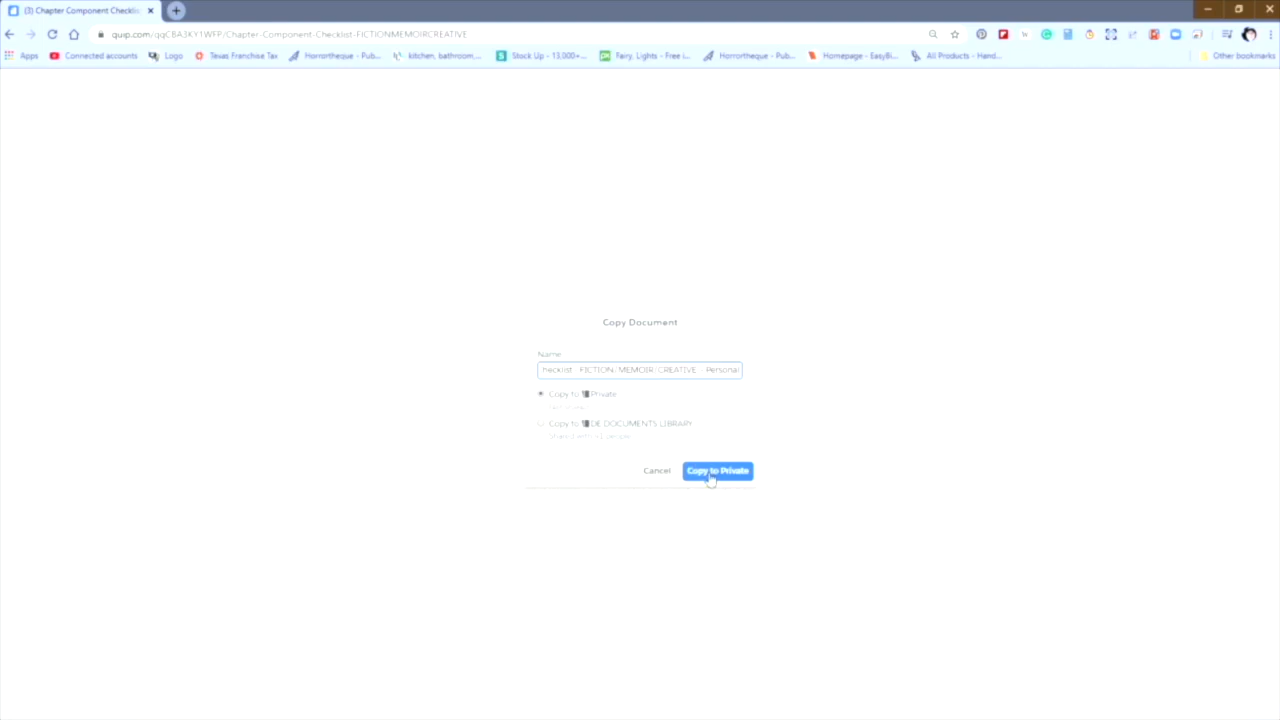 (3) Chapter Component Checklis
quip.com/qqCBA3KY1WFP/Chapter-Component-Checklist-FICTIONMEMOIRCREATIVE
Apps Connected accounts Logo Texas Franchise Tax Horrortheque - Pub... kitchen, bathroom,... Stock Up - 13,000+... Fairy, Lights - Free i... Horrortheque - Pub... Homepage - EasyBi... All Products - Hand... Other bookmarks
Copy Document
Name
hecklist FICTION/MEMOIR/CREATIVE - Personal
Copy to Private
Copy to DE DOCUMENTS LIBRARY
Cancel Copy to Private